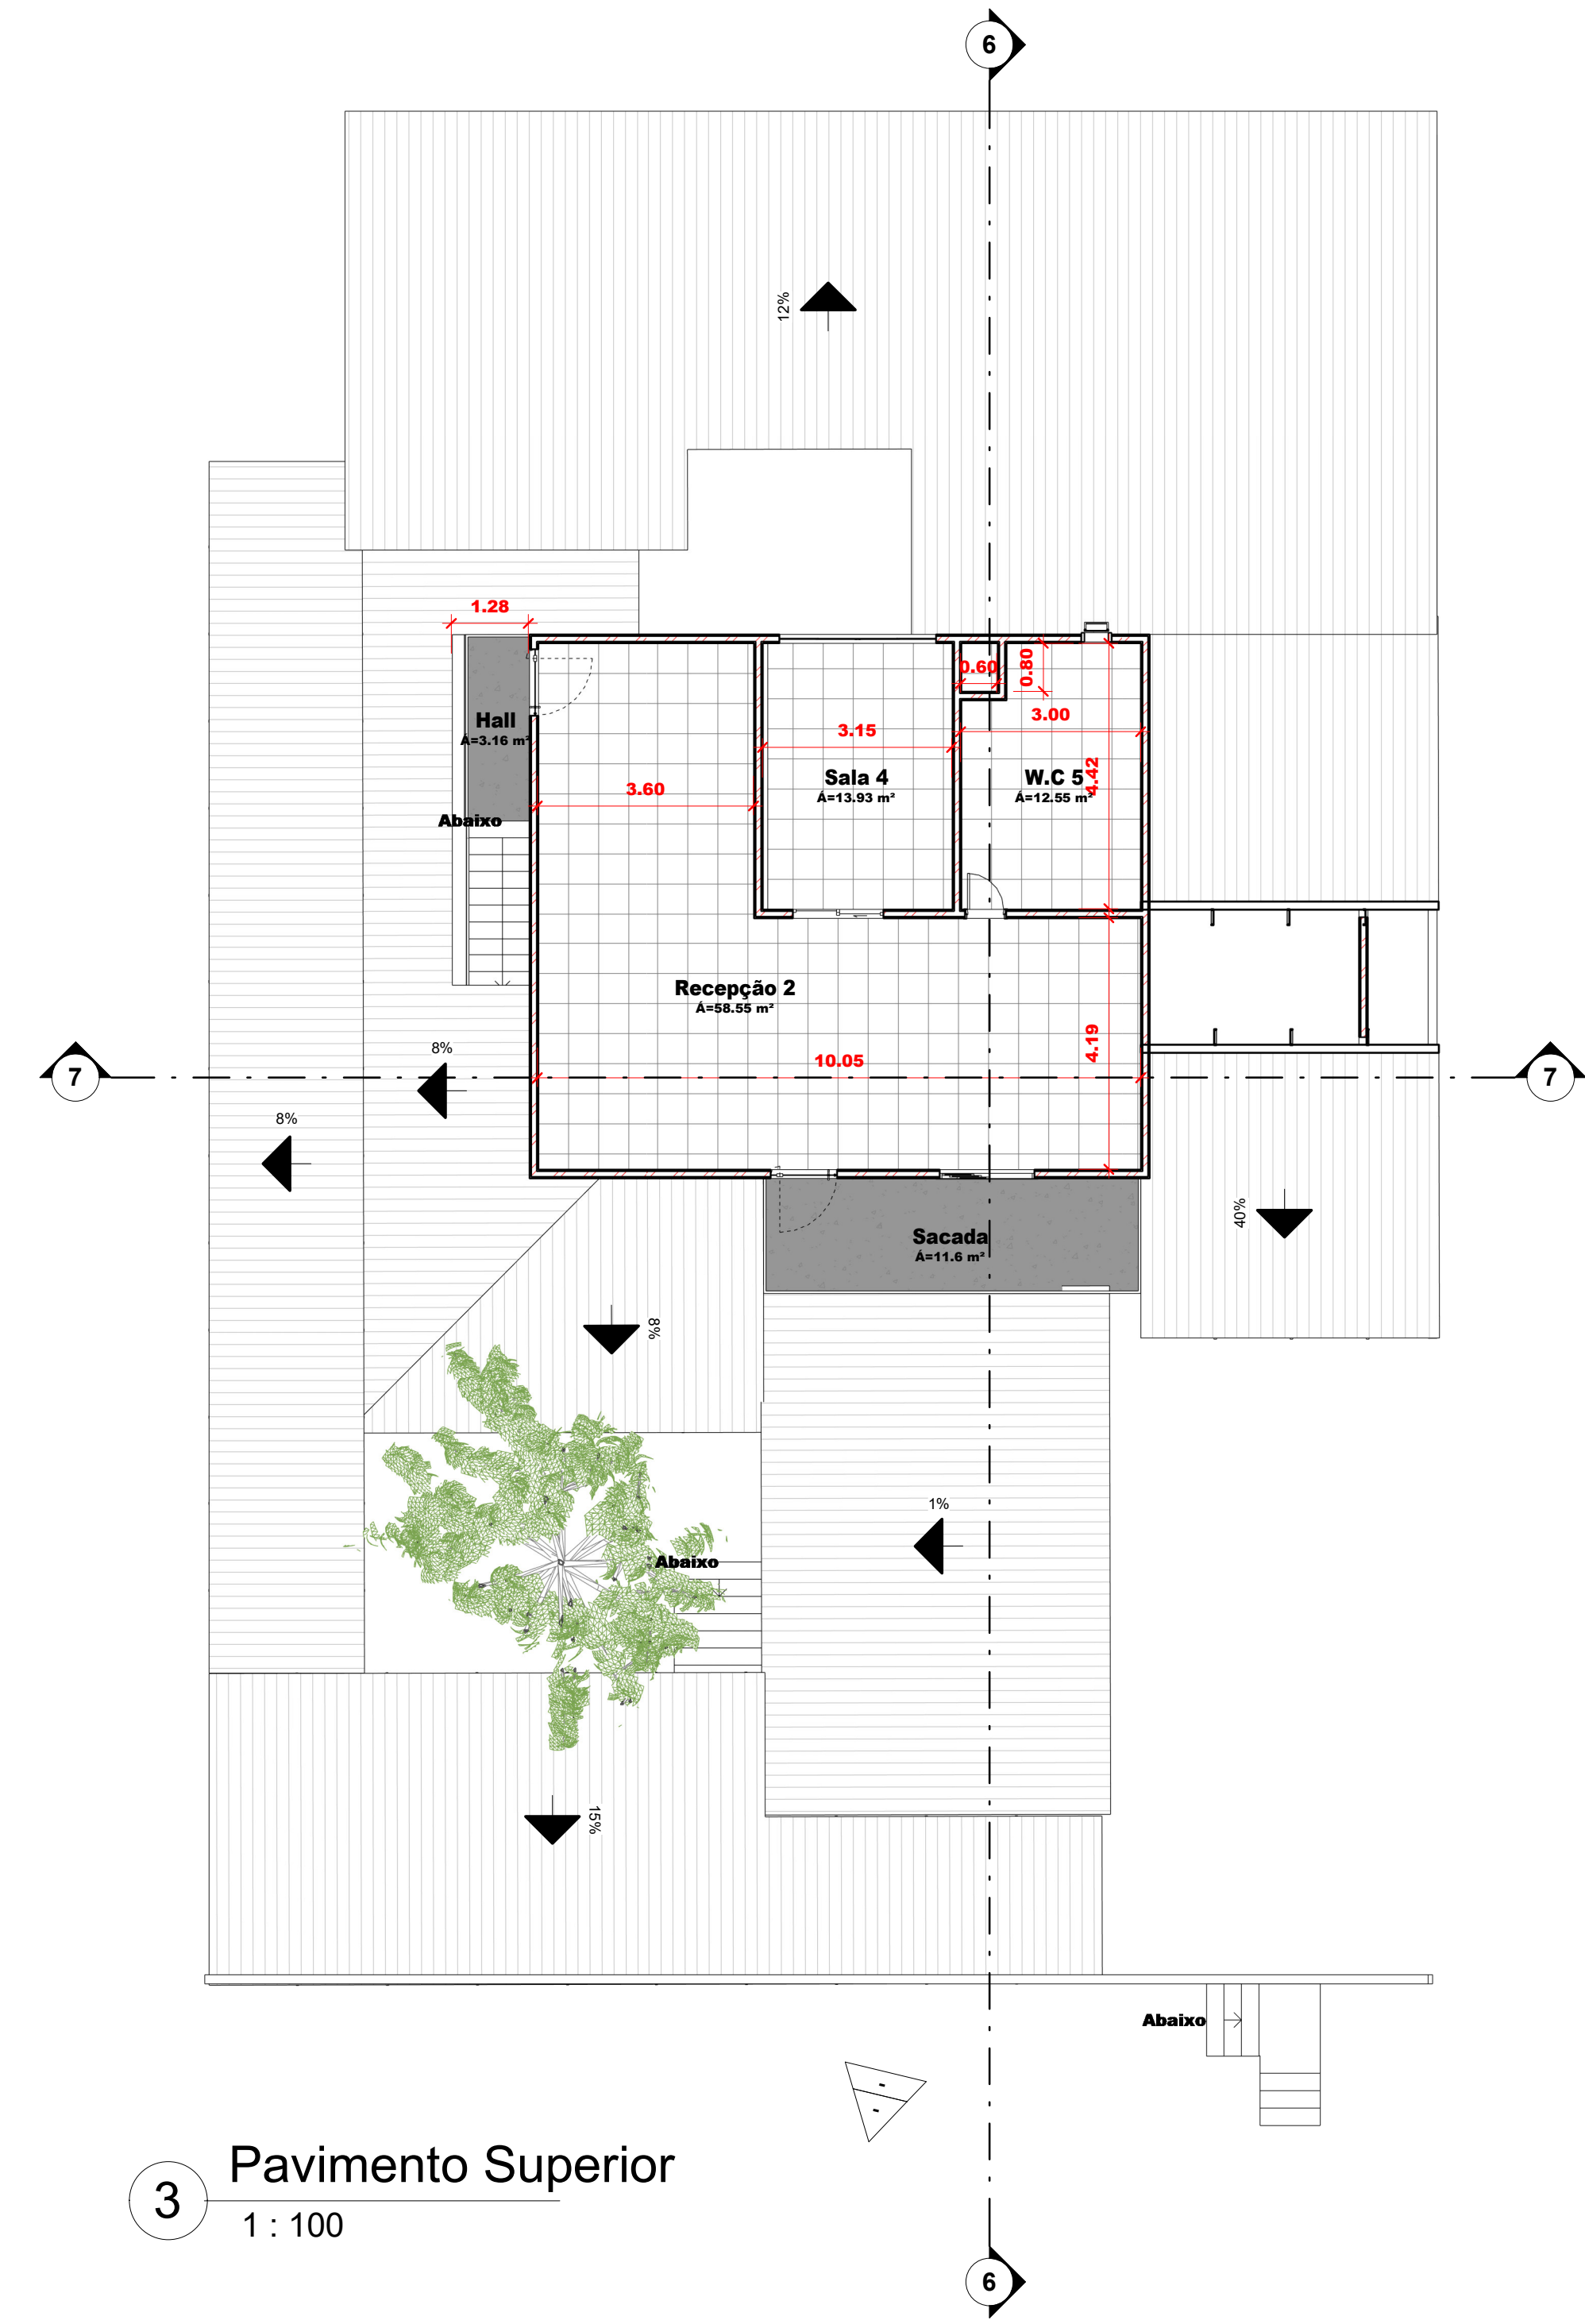 6
12%
1.28
0.60
0.80
3.00
3.15
Hall
Á=3.16 m²
Sala 4
Á=13.93 m²
W.C 5
Á=12.55 m²
4.42
3.60
Abaixo
Recepção 2
Á=58.55 m²
4.19
10.05
8%
7
7
8%
40%
Sacada
Á=11.6 m²
8%
1%
Abaixo
15%
Abaixo
-
-
3
Pavimento Superior
1 : 100
6